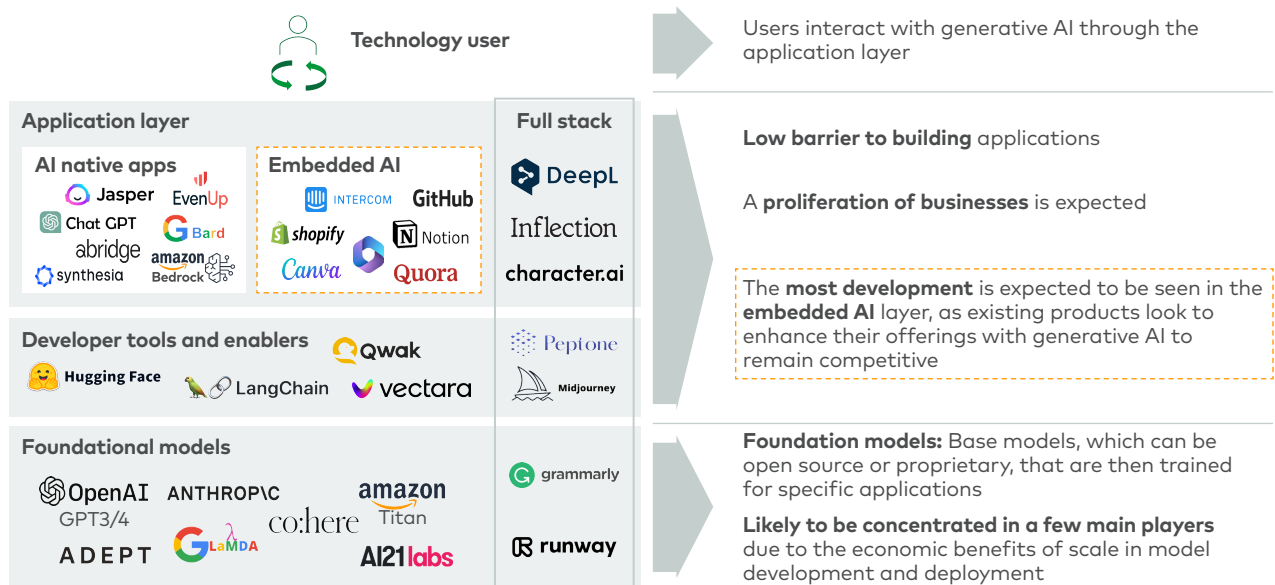 Technology user
Users interact with generative AI through the
application layer
Application layer
Full stack
AI native apps
Jasper
EvenUp
Chat GPT
Bard
abridge
synthesia
amazon
Bedrock
Embedded AI
INTERCOM
GitHub
shopify
Notion
Canva
Quora
DeepL
Inflection
character.ai
Low barrier to building applications
A proliferation of businesses is expected
The most development is expected to be seen in the
embedded AI layer, as existing products look to
enhance their offerings with generative AI to
remain competitive
Developer tools and enablers
Qwak
Hugging Face
LangChain
vectara
Peptone
Midjourney
Foundational models
OpenAI
GPT3/4
ANTHROP\C
amazon
Titan
co:here
ADEPT
LaMDA
AI21labs
grammarly
runway
Foundation models: Base models, which can be
open source or proprietary, that are then trained
for specific applications
Likely to be concentrated in a few main players
due to the economic benefits of scale in model
development and deployment